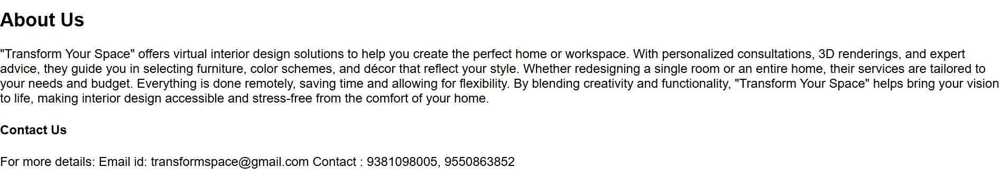 About Us
"Transform Your Space" offers virtual interior design solutions to help you create the perfect home or workspace. With personalized consultations, 3D renderings, and expert
advice, they guide you in selecting furniture, color schemes, and décor that reflect your style. Whether redesigning a single room or an entire home, their services are tailored to
your needs and budget. Everything is done remotely, saving time and allowing for flexibility. By blending creativity and functionality, "Transform Your Space" helps bring your vision
to life, making interior design accessible and stress-free from the comfort of your home.
Contact Us
For more details: Email id: transformspace@gmail.com Contact : 9381098005, 9550863852